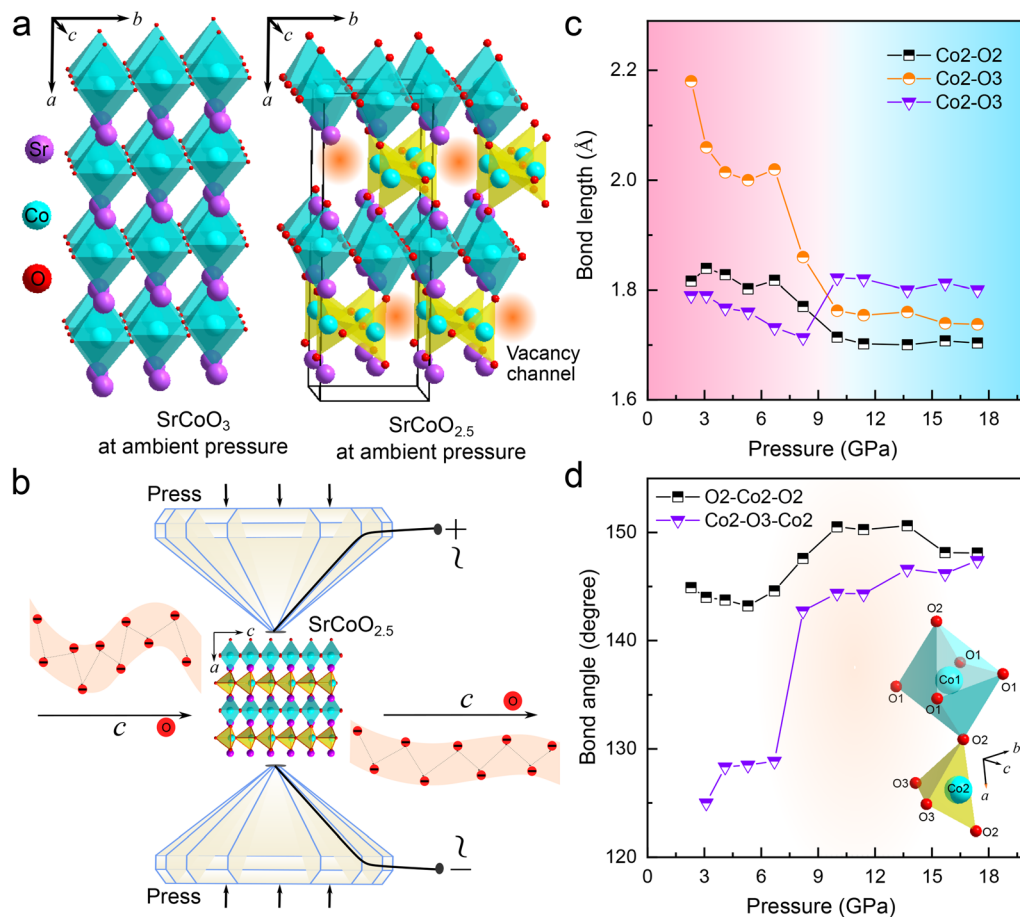 a
b
c
a
b
c
a
Sr
Co
O
Vacancy
channel
SrCoO3
at ambient pressure
SrCoO2.5
at ambient pressure
b
Press
+
~
SrCoO2.5
c
a
c
O
c
O
~
−
Press
c
Co2-O2
Co2-O3
Co2-O3
Bond length (Å)
2.2
2.0
1.8
1.6
0 3 6 9 12 15 18
Pressure (GPa)
d
O2-Co2-O2
Co2-O3-Co2
Bond angle (degree)
150
140
130
120
O2
O1
Co1
O1
O1
O1
O2
b
c
a
O3
Co2
O3
O2
0 3 6 9 12 15 18
Pressure (GPa)